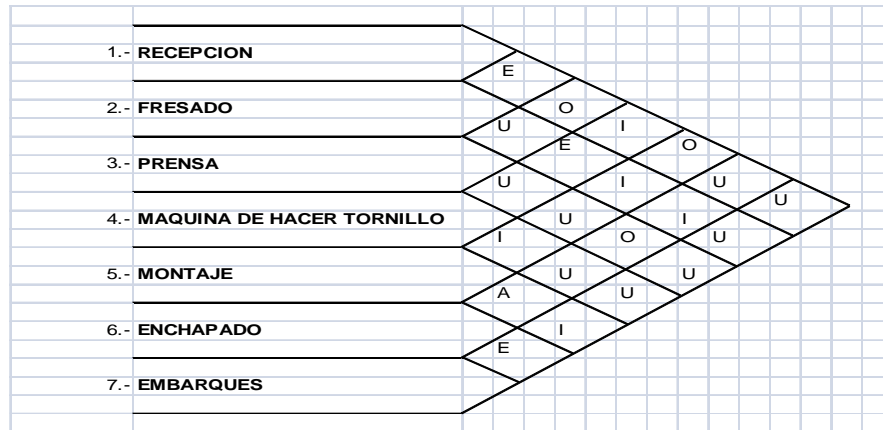 1.- RECEPCION
E
2.- FRESADO O
U I
E O
3.- PRENSA
U I U
U
4.- MAQUINA DE HACER TORNILLO U I
I O U
5.- MONTAJE U U
A U
6.- ENCHAPADO I
E
7.- EMBARQUES